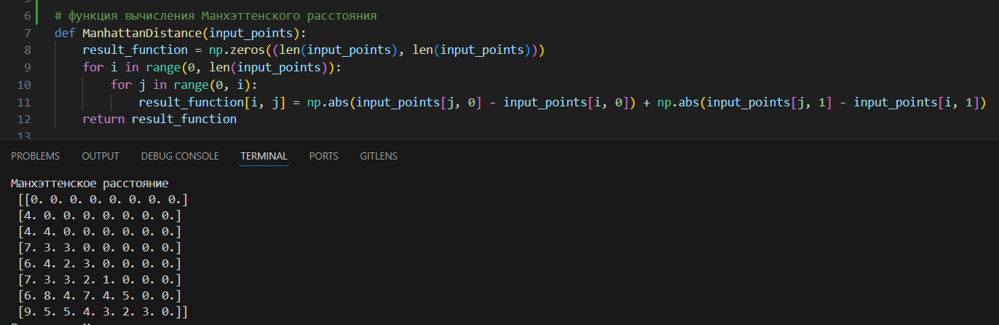 6 # функция вычисления Манхэттенского расстояния
7 def ManhattanDistance(input_points):
8 result_function = np.zeros((len(input_points), len(input_points)))
9 for i in range(0, len(input_points)):
10 for j in range(0, i):
11 result_function[i, j] = np.abs(input_points[j, 0] - input_points[i, 0]) + np.abs(input_points[j, 1] - input_points[i, 1])
12 return result_function
13
PROBLEMS OUTPUT DEBUG CONSOLE TERMINAL PORTS GITLENS
Манхэттенское расстояние
[[0. 0. 0. 0. 0. 0. 0. 0.]
[4. 0. 0. 0. 0. 0. 0. 0.]
[4. 4. 0. 0. 0. 0. 0. 0.]
[7. 3. 3. 0. 0. 0. 0. 0.]
[6. 4. 2. 3. 0. 0. 0. 0.]
[7. 3. 3. 2. 1. 0. 0. 0.]
[6. 8. 4. 7. 4. 5. 0. 0.]
[9. 5. 5. 4. 3. 2. 3. 0.]]